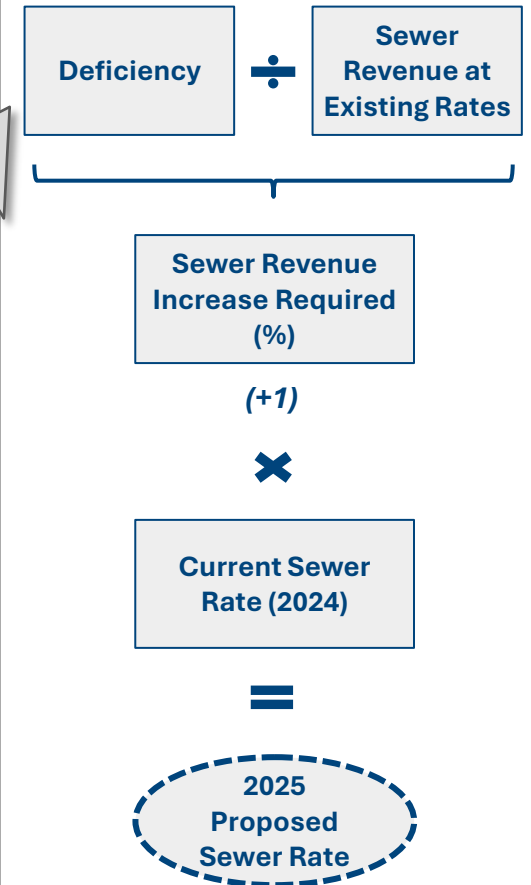 Deficiency
÷
Sewer
Revenue at
Existing Rates
Sewer Revenue
Increase Required
(%)
(+1)
×
Current Sewer
Rate (2024)
=
2025
Proposed
Sewer Rate